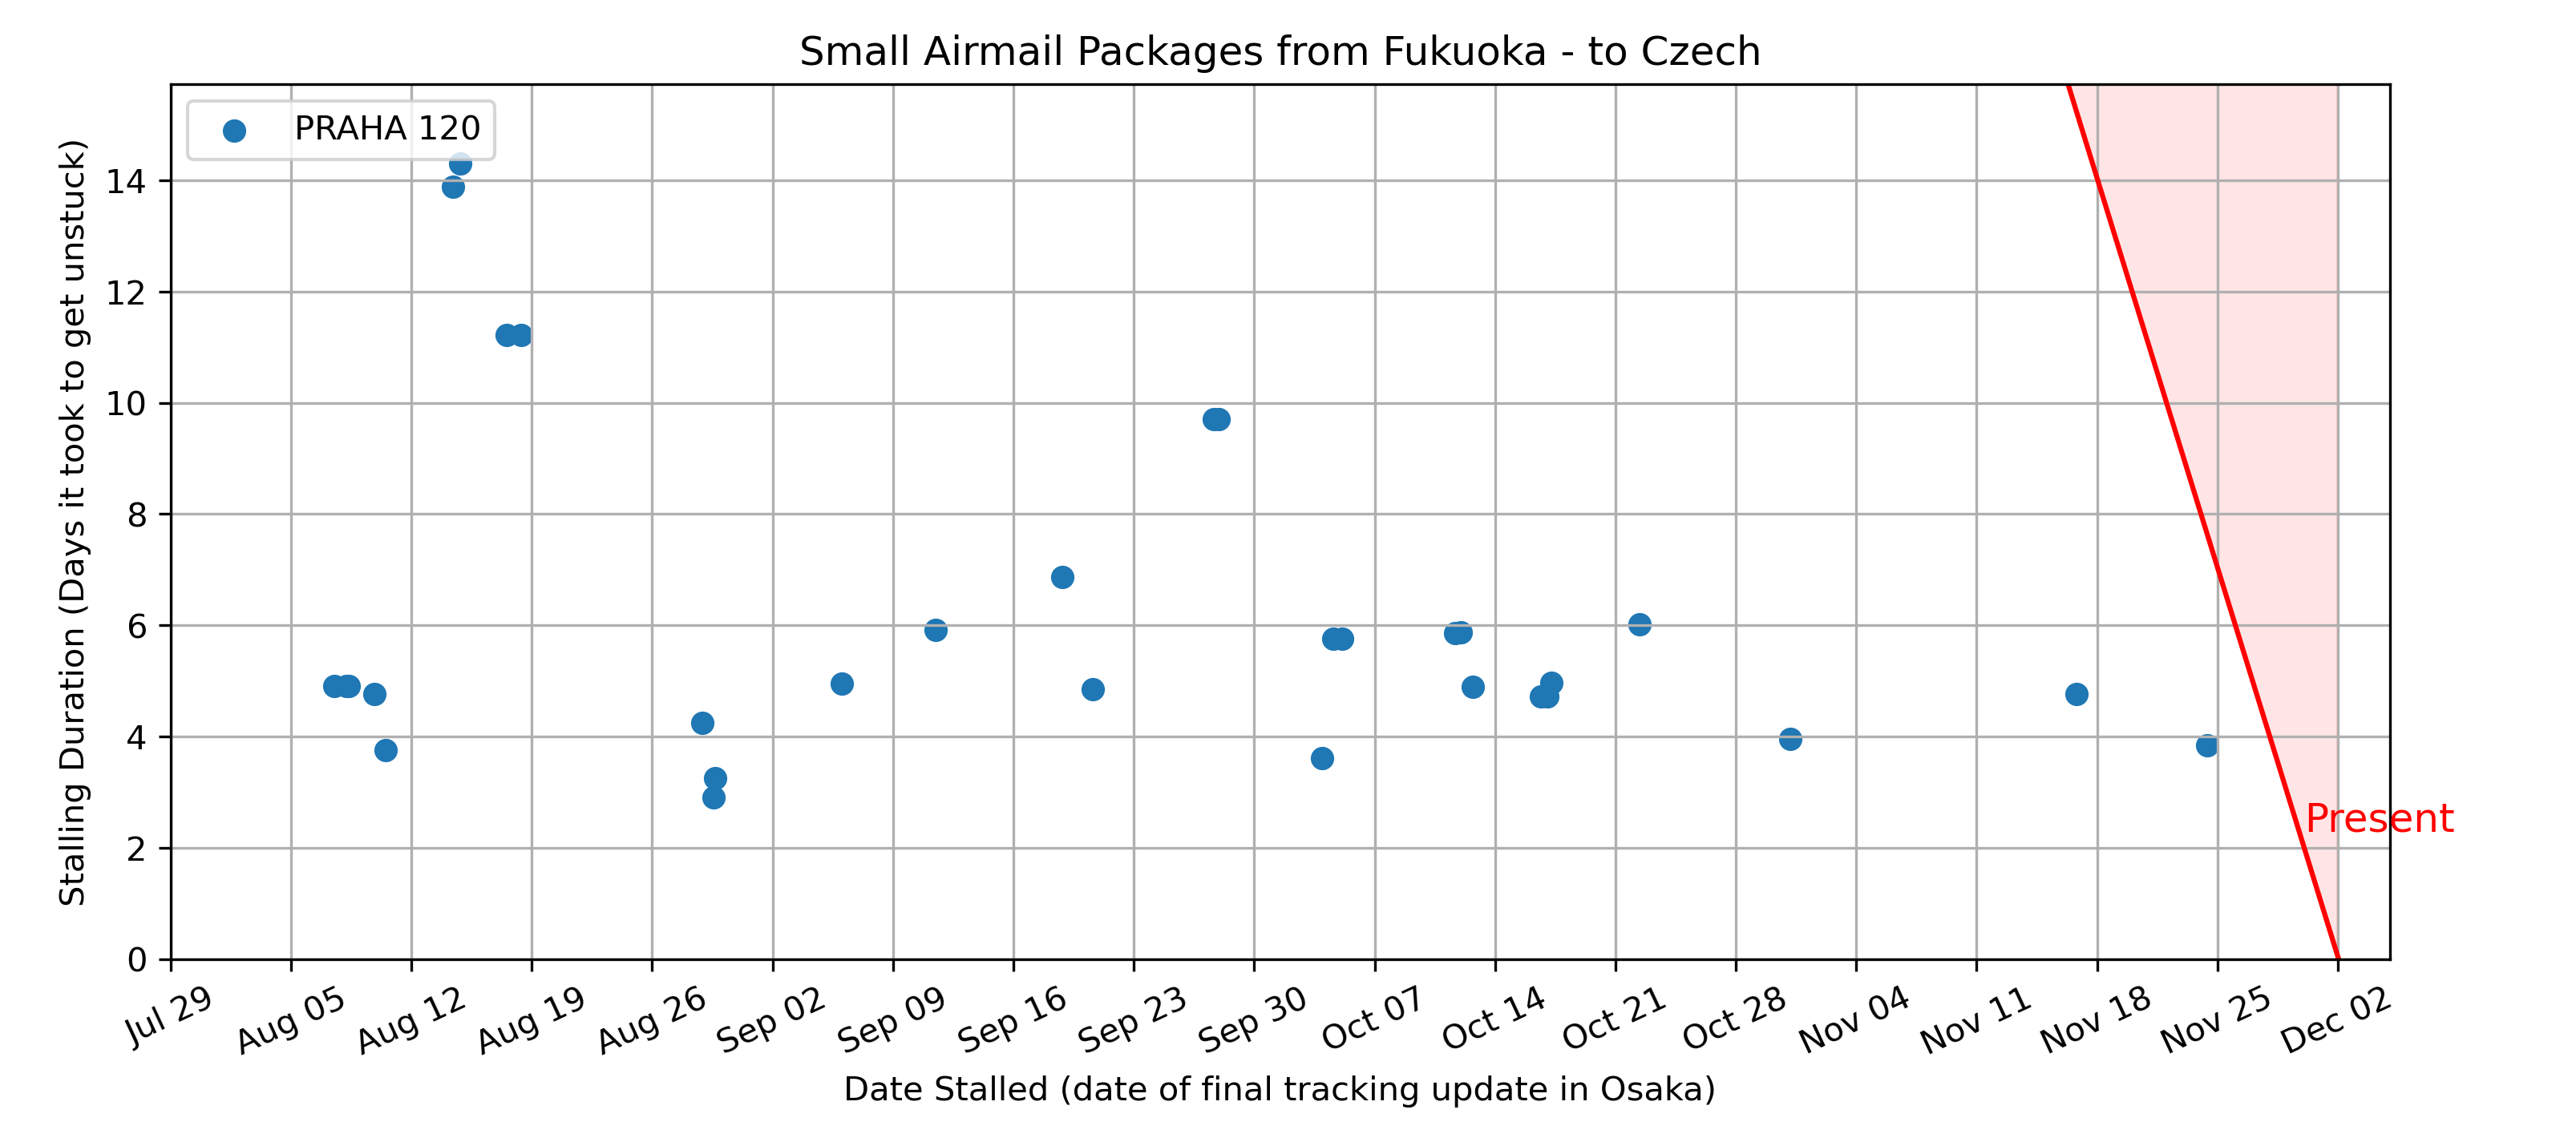 Small Airmail Packages from Fukuoka - to Czech
PRAHA 120
Stalling Duration (Days it took to get unstuck)
14
12
10
8
6
4
2
0
Present
Jul 29
Aug 05
Aug 12
Aug 19
Aug 26
Sep 02
Sep 09
Sep 16
Sep 23
Sep 30
Oct 07
Oct 14
Oct 21
Oct 28
Nov 04
Nov 11
Nov 18
Nov 25
Dec 02
Date Stalled (date of final tracking update in Osaka)